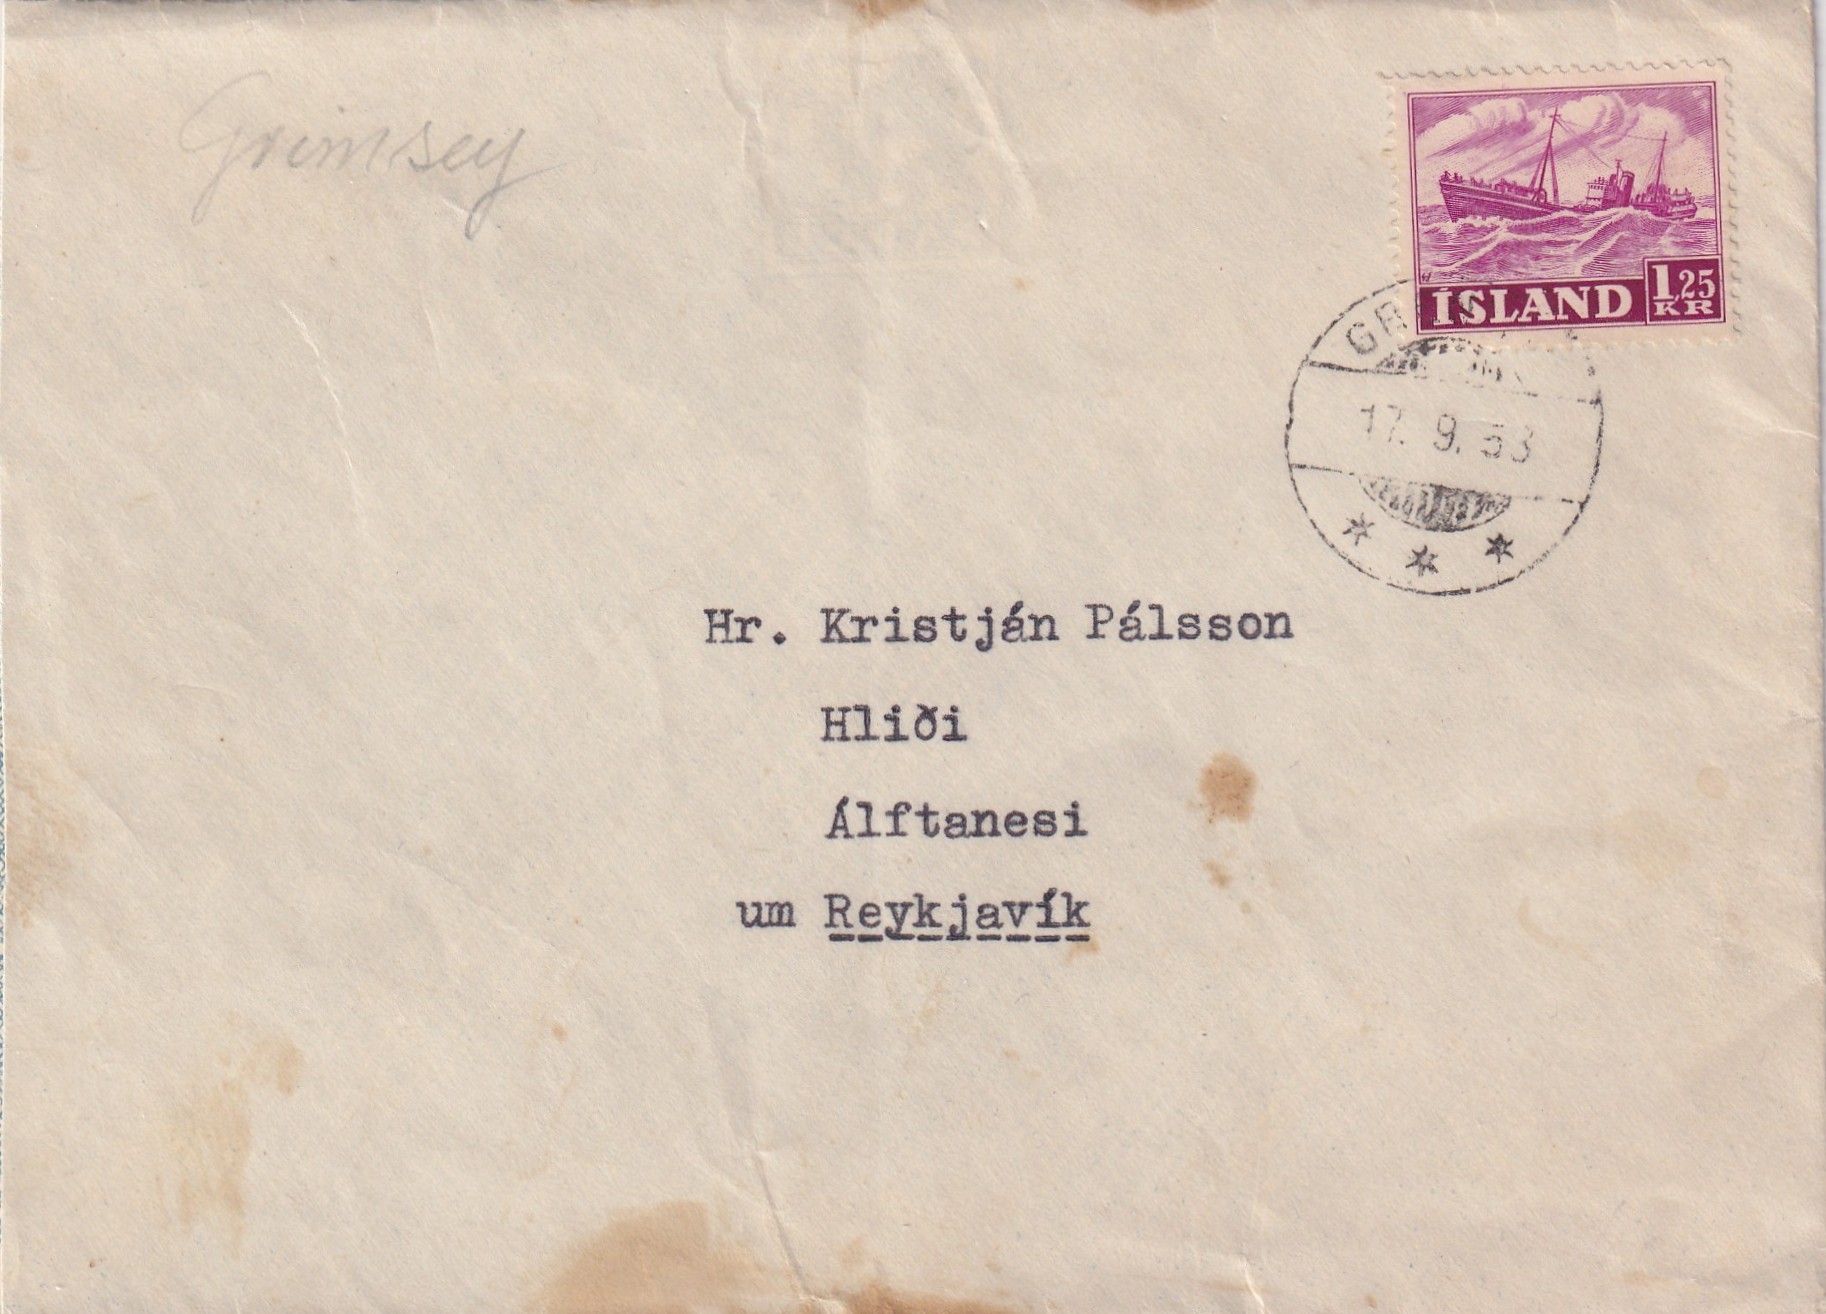 Grimsey
ÍSLAND 1,25 KR
17. 9. 53
Hr. Kristján Pálsson
Hliði
Álftanesi
um Reykjavík